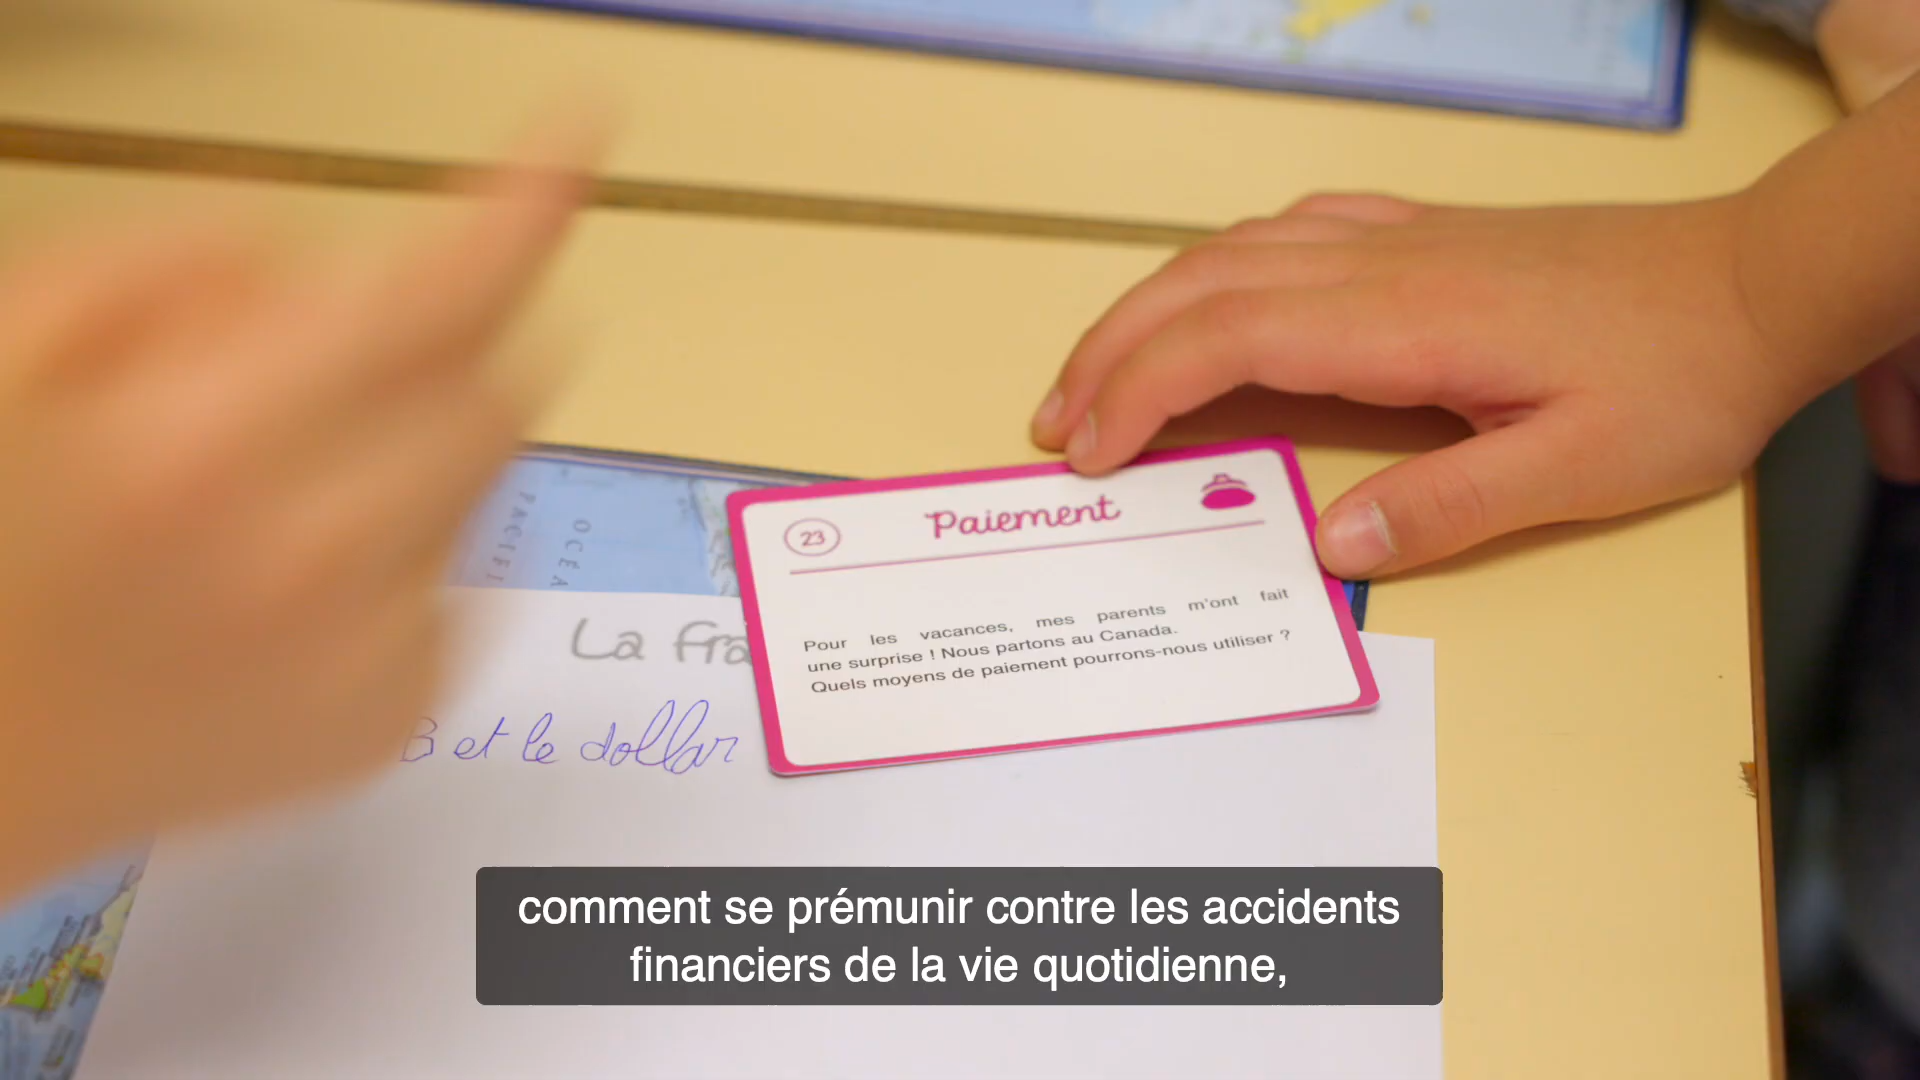 PACIFI
OCÉA
23
Paiement
Pour les vacances, mes parents m'ont fait
une surprise ! Nous partons au Canada.
Quels moyens de paiement pourrons-nous utiliser ?
La fra
B et le dollar
comment se prémunir contre les accidents
financiers de la vie quotidienne,